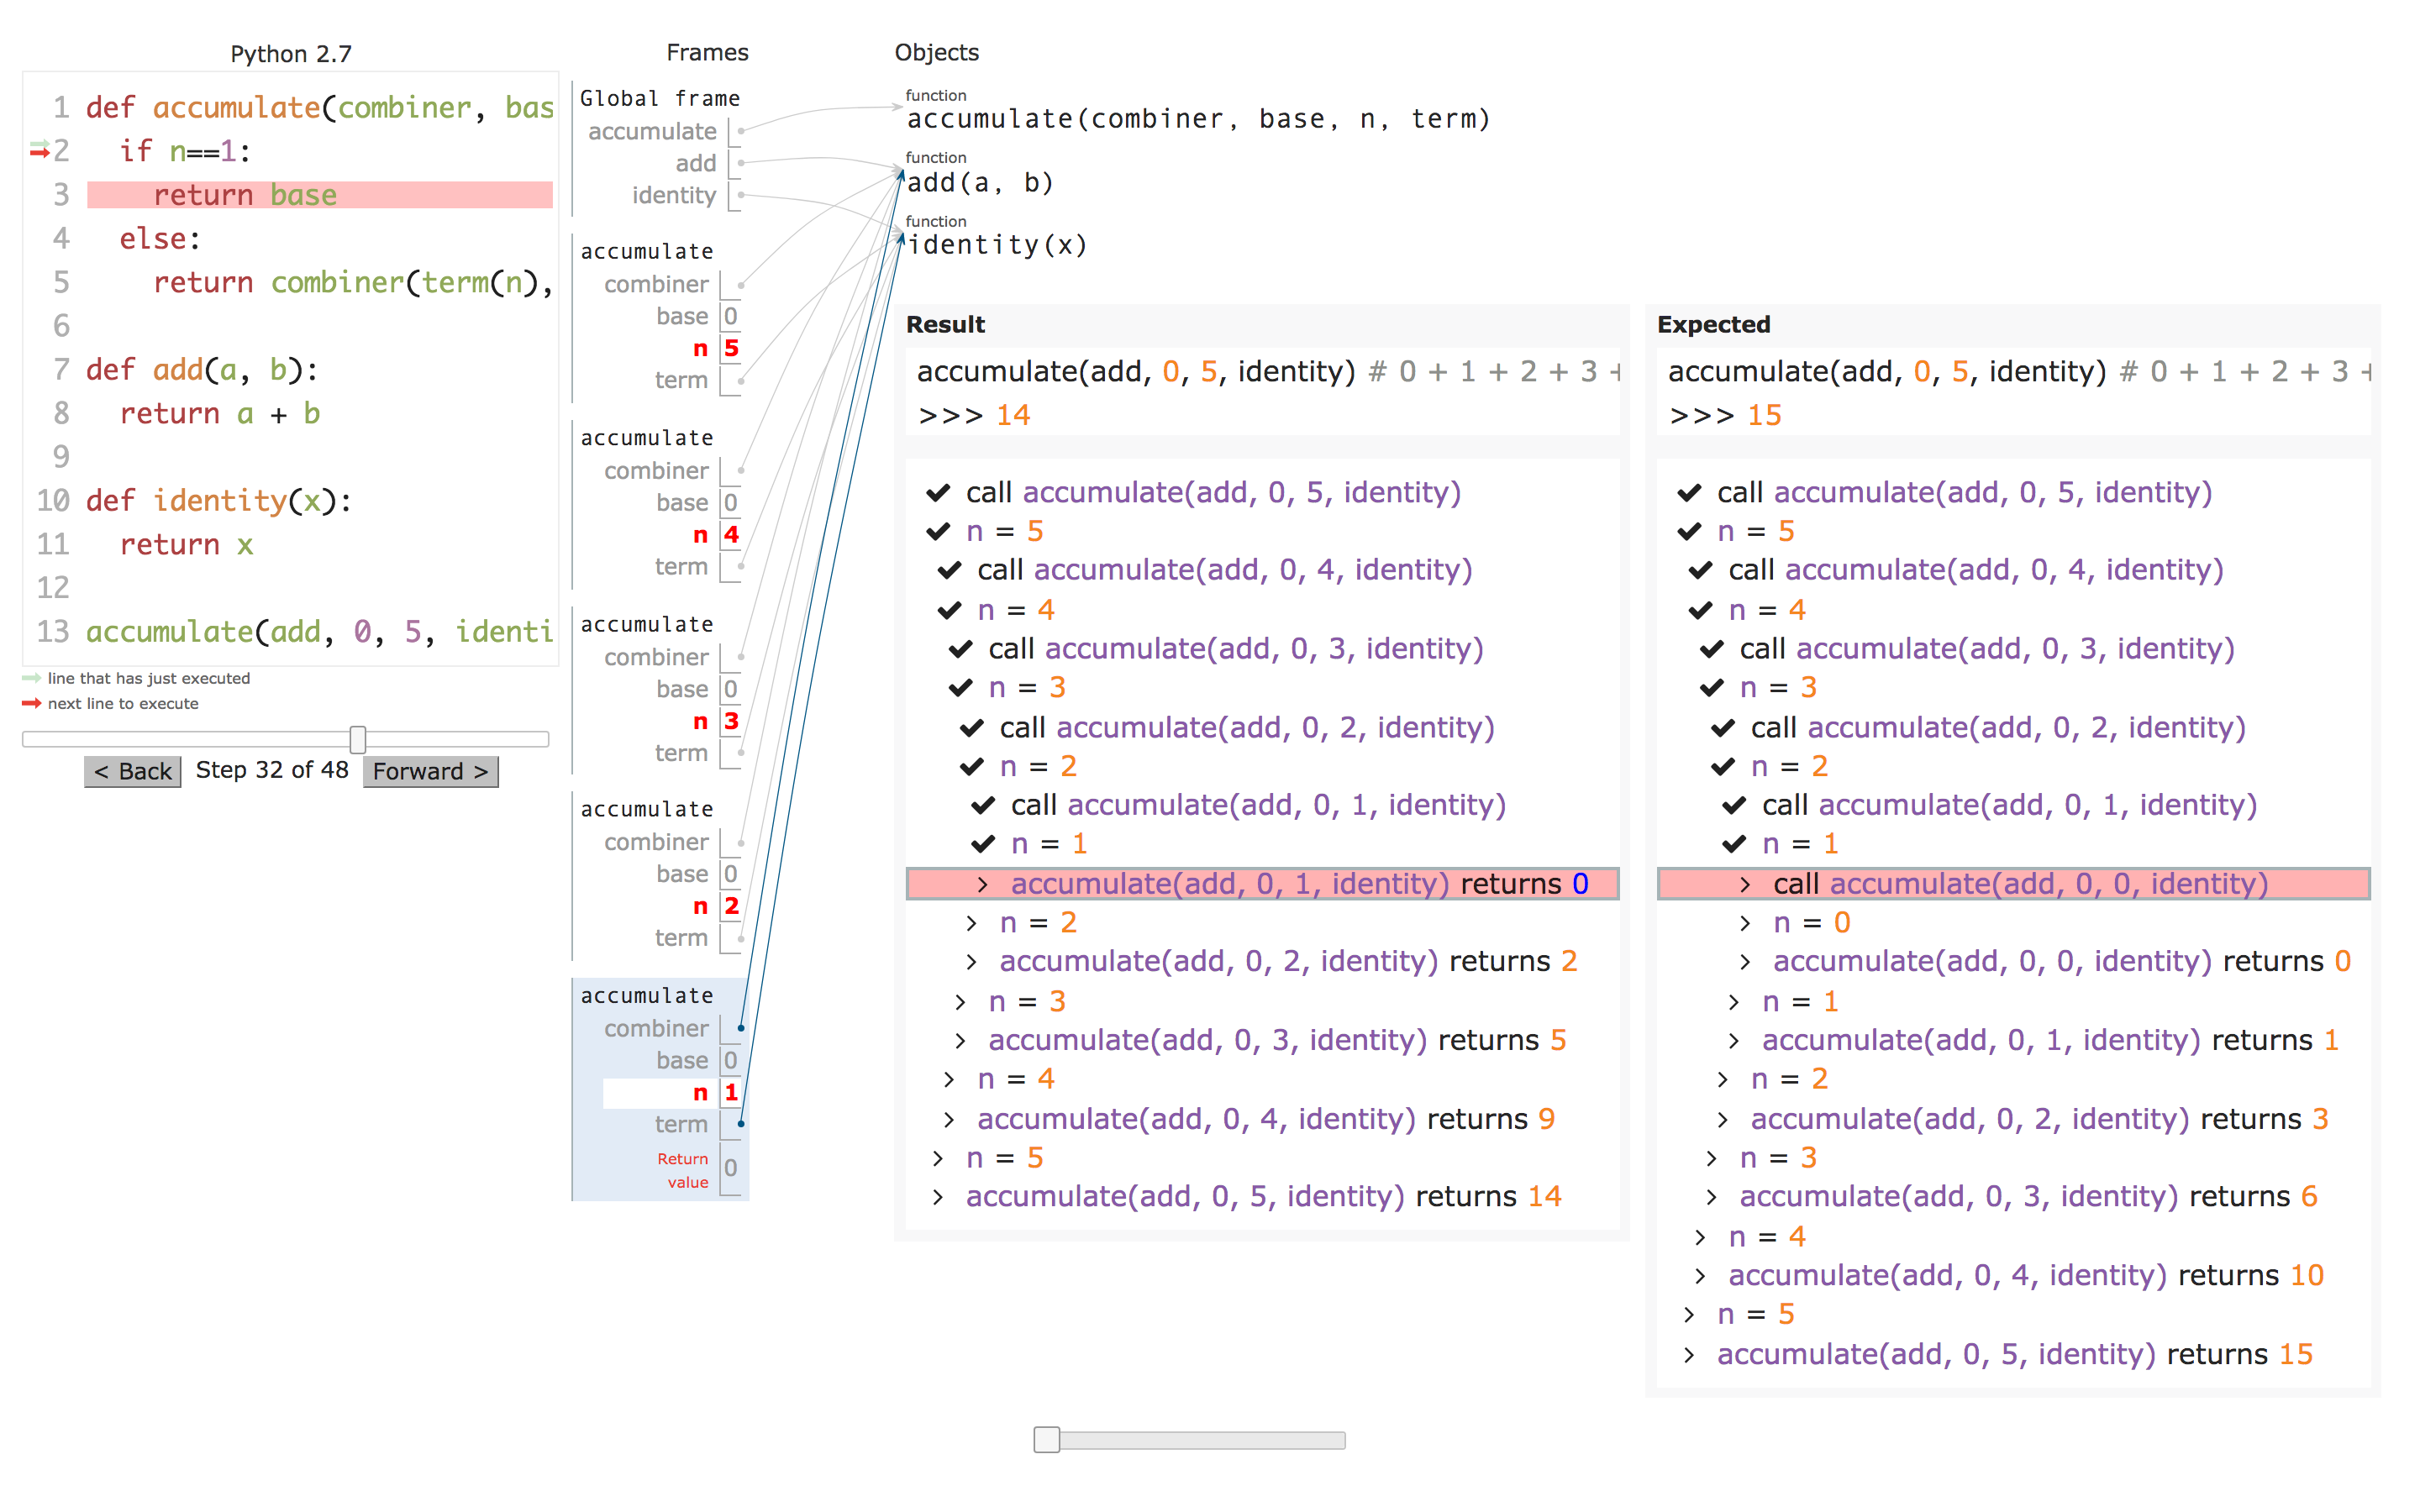 Python 2.7
1 def accumulate(combiner, bas
2 if n==1:
3 return base
4 else:
5 return combiner(term(n),
6
7 def add(a, b):
8 return a + b
9
10 def identity(x):
11 return x
12
13 accumulate(add, 0, 5, identi
line that has just executed
next line to execute
< Back Step 32 of 48 Forward >
Frames
Global frame
accumulate
add
identity
accumulate
combiner
base 0
n 5
term
accumulate
combiner
base 0
n 4
term
accumulate
combiner
base 0
n 3
term
accumulate
combiner
base 0
n 2
term
accumulate
combiner
base 0
n 1
term
Return
value 0
Objects
function
accumulate(combiner, base, n, term)
function
add(a, b)
function
identity(x)
Result
accumulate(add, 0, 5, identity) # 0 + 1 + 2 + 3 +
>>> 14
call accumulate(add, 0, 5, identity)
n = 5
call accumulate(add, 0, 4, identity)
n = 4
call accumulate(add, 0, 3, identity)
n = 3
call accumulate(add, 0, 2, identity)
n = 2
call accumulate(add, 0, 1, identity)
n = 1
> accumulate(add, 0, 1, identity) returns 0
> n = 2
> accumulate(add, 0, 2, identity) returns 2
> n = 3
> accumulate(add, 0, 3, identity) returns 5
> n = 4
> accumulate(add, 0, 4, identity) returns 9
> n = 5
> accumulate(add, 0, 5, identity) returns 14
Expected
accumulate(add, 0, 5, identity) # 0 + 1 + 2 + 3 +
>>> 15
call accumulate(add, 0, 5, identity)
n = 5
call accumulate(add, 0, 4, identity)
n = 4
call accumulate(add, 0, 3, identity)
n = 3
call accumulate(add, 0, 2, identity)
n = 2
call accumulate(add, 0, 1, identity)
n = 1
> call accumulate(add, 0, 0, identity)
> n = 0
> accumulate(add, 0, 0, identity) returns 0
> n = 1
> accumulate(add, 0, 1, identity) returns 1
> n = 2
> accumulate(add, 0, 2, identity) returns 3
> n = 3
> accumulate(add, 0, 3, identity) returns 6
> n = 4
> accumulate(add, 0, 4, identity) returns 10
> n = 5
> accumulate(add, 0, 5, identity) returns 15